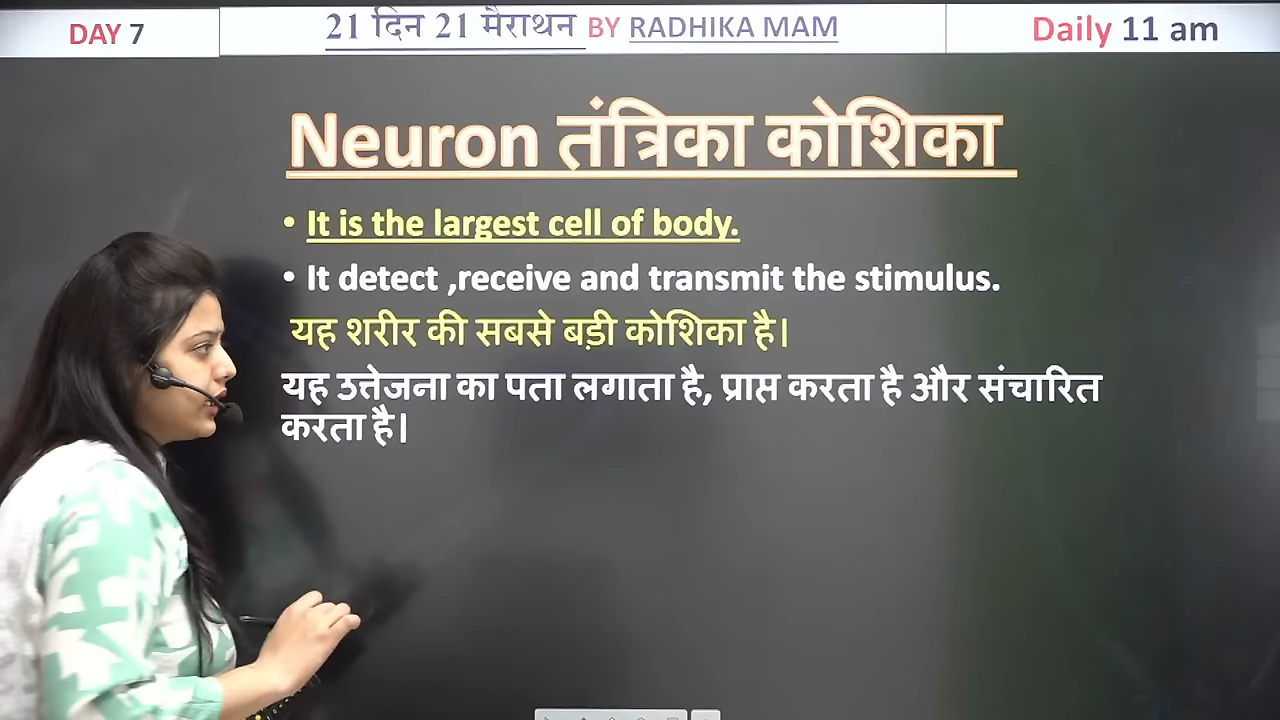 DAY 7
21 दिन 21 मैराथन BY RADHIKA MAM
Daily 11 am
Neuron तंत्रिका कोशिका
• It is the largest cell of body.
• It detect ,receive and transmit the stimulus.
यह शरीर की सबसे बड़ी कोशिका है।
यह उत्तेजना का पता लगाता है, प्राप्त करता है और संचारित
करता है।